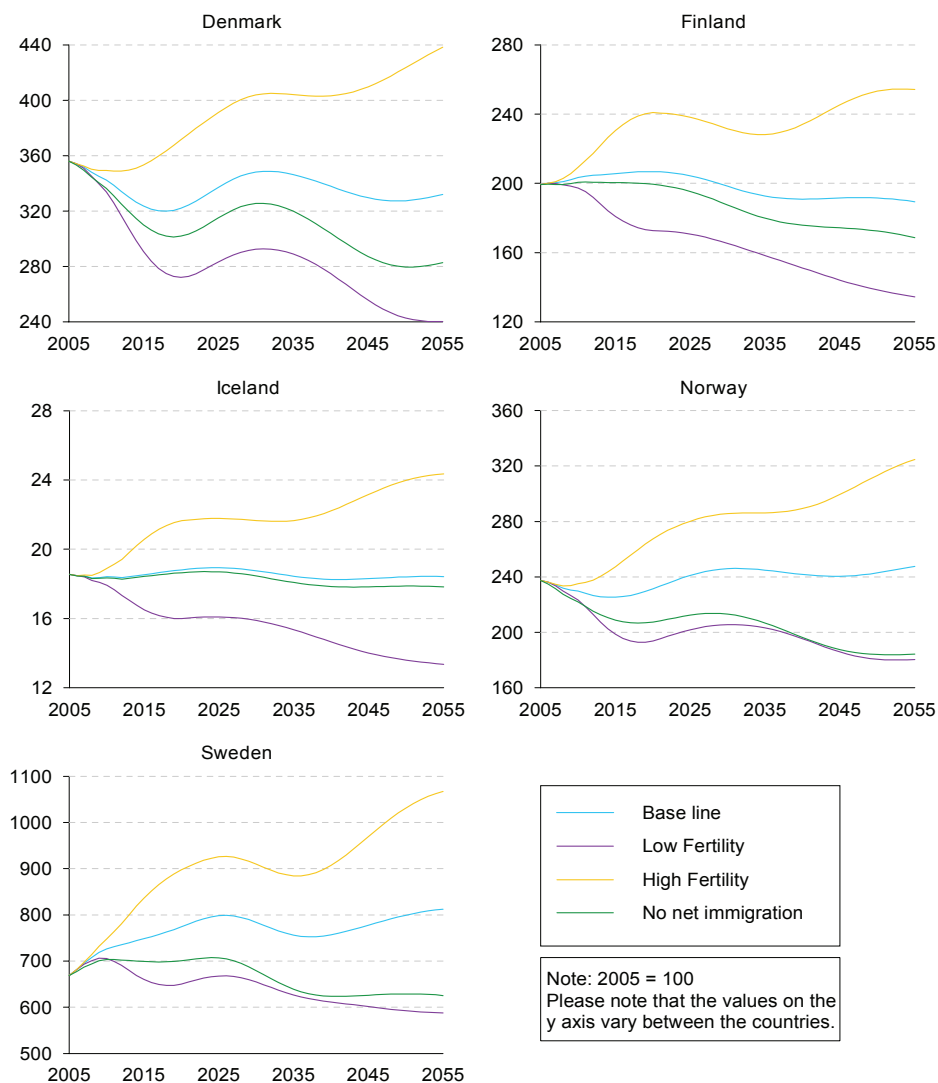 Denmark
440
400
360
320
280
240
2005 2015 2025 2035 2045 2055
Finland
280
240
200
160
120
2005 2015 2025 2035 2045 2055
Iceland
28
24
20
16
12
2005 2015 2025 2035 2045 2055
Norway
360
320
280
240
200
160
2005 2015 2025 2035 2045 2055
Sweden
1100
1000
900
800
700
600
500
2005 2015 2025 2035 2045 2055
Base line
Low Fertility
High Fertility
No net immigration
Note: 2005 = 100
Please note that the values on the
y axis vary between the countries.